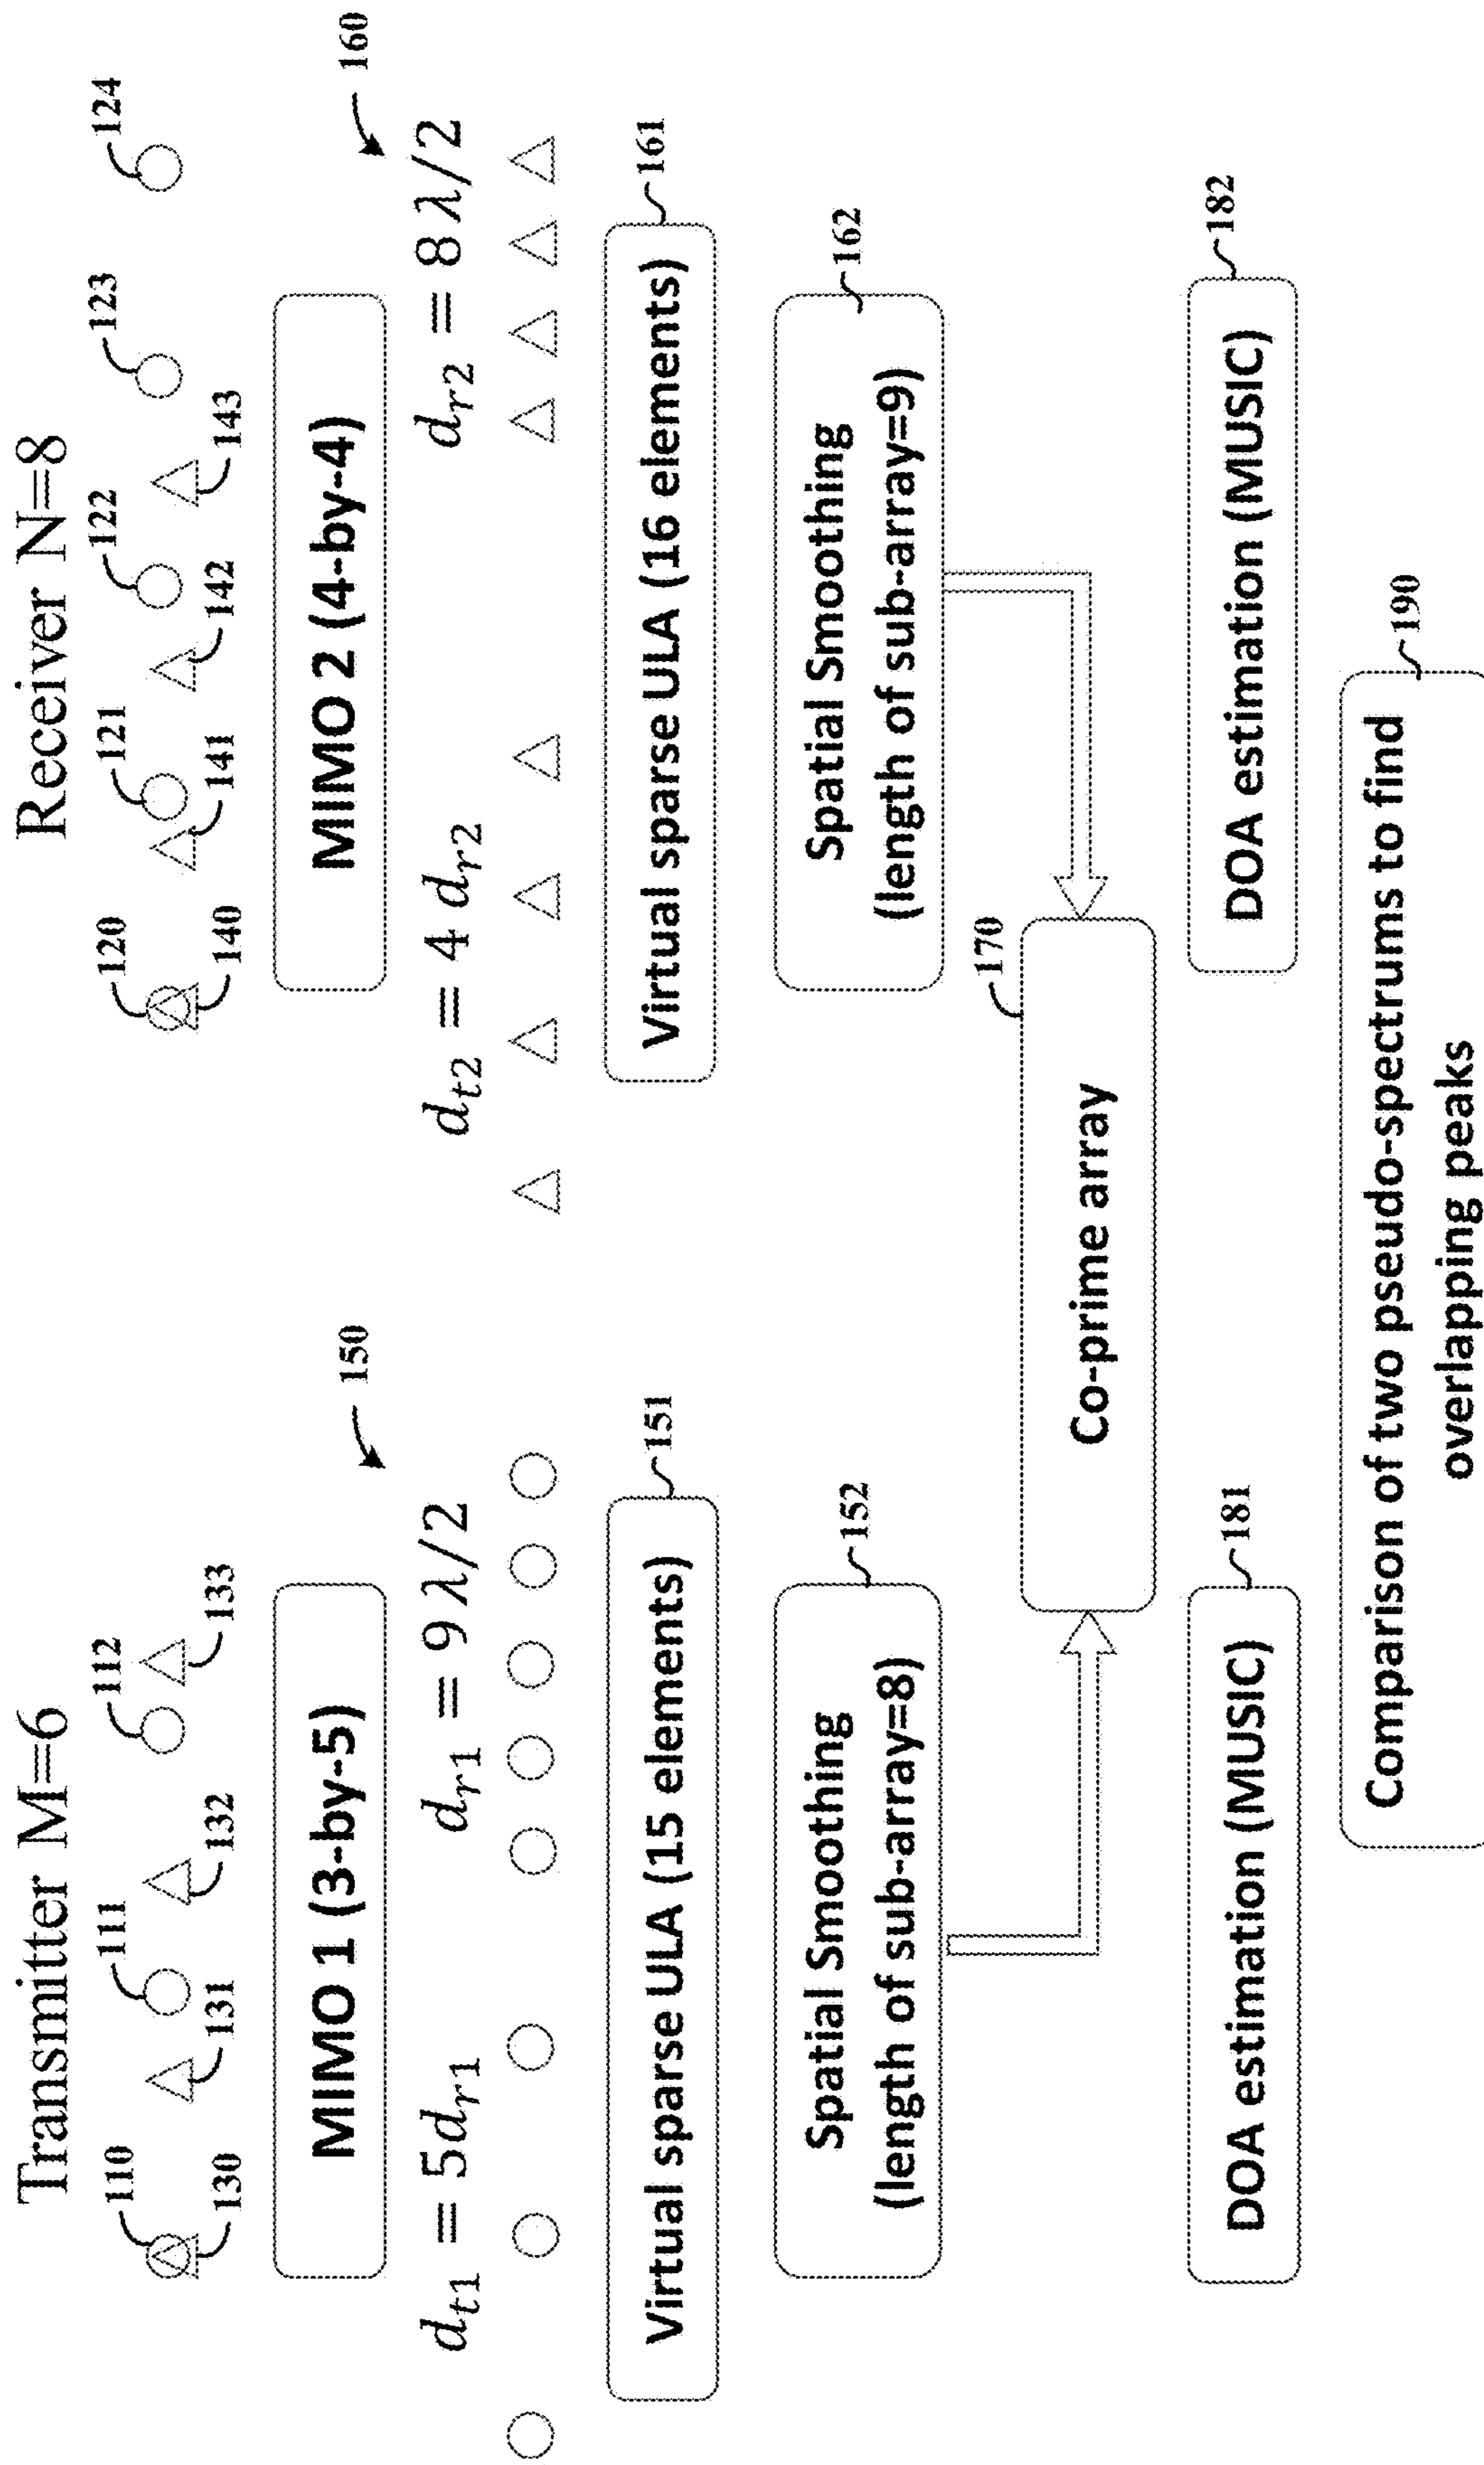 Transmitter M=6
Receiver N=8
110
111
112
120
121
122
123
124
130
131
132
133
140
141
142
143
MIMO 1 (3-by-5)
MIMO 2 (4-by-4)
150
160
d_{t1} = 5d_{r1}
d_{r1} = 9 λ/2
d_{t2} = 4 d_{r2}
d_{r2} = 8 λ/2
Virtual sparse ULA (15 elements)
151
Virtual sparse ULA (16 elements)
161
Spatial Smoothing
(length of sub-array=8)
152
Spatial Smoothing
(length of sub-array=9)
162
170
Co-prime array
DOA estimation (MUSIC)
181
DOA estimation (MUSIC)
182
Comparison of two pseudo-spectrums to find
overlapping peaks
190